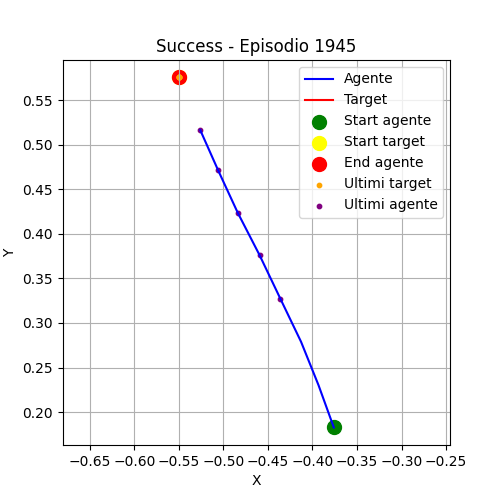 Success - Episodio 1945
Agente
Target
Start agente
Start target
End agente
Ultimi target
Ultimi agente
Y
0.55
0.50
0.45
0.40
0.35
0.30
0.25
0.20
−0.65 −0.60 −0.55 −0.50 −0.45 −0.40 −0.35 −0.30 −0.25
X